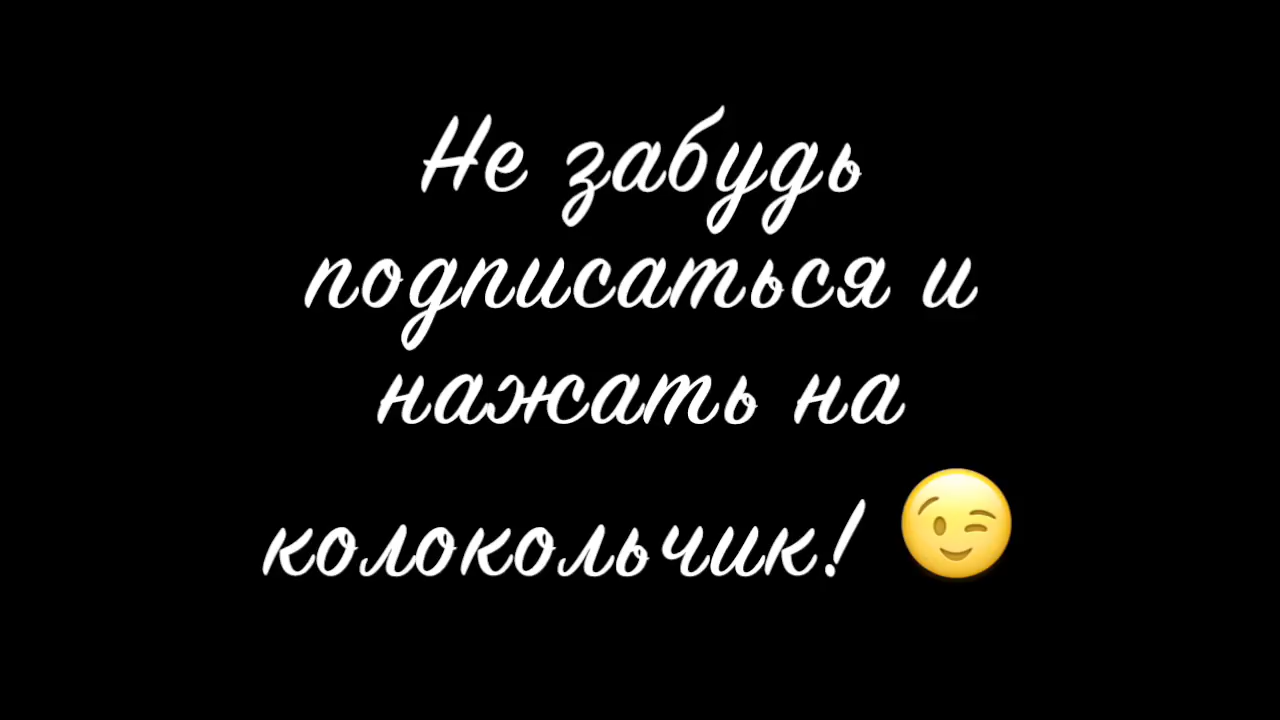 Не забудь
подписаться и
нажать на
колокольчик! 😉